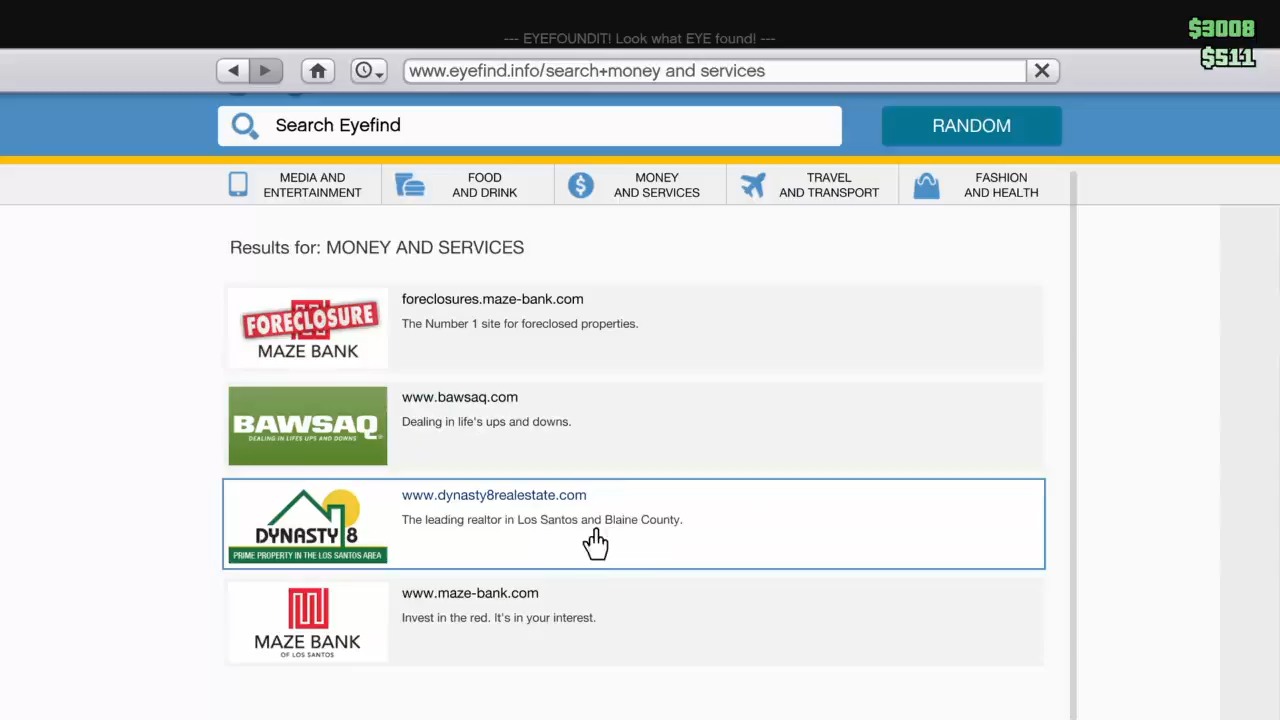 $3008
--- EYEFOUNDIT! Look what EYE found! ---
$511
www.eyefind.info/search+money and services
Search Eyefind
RANDOM
MEDIA AND
ENTERTAINMENT
FOOD
AND DRINK
MONEY
AND SERVICES
TRAVEL
AND TRANSPORT
FASHION
AND HEALTH
Results for: MONEY AND SERVICES
FORECLOSURE
MAZE BANK
foreclosures.maze-bank.com
The Number 1 site for foreclosed properties.
BAWSAQ
DEALING IN LIFES UPS AND DOWNS
www.bawsaq.com
Dealing in life's ups and downs.
DYNASTY 8
PRIME PROPERTY IN THE LOS SANTOS AREA
www.dynasty8realestate.com
The leading realtor in Los Santos and Blaine County.
MAZE BANK
OF LOS SANTOS
www.maze-bank.com
Invest in the red. It's in your interest.